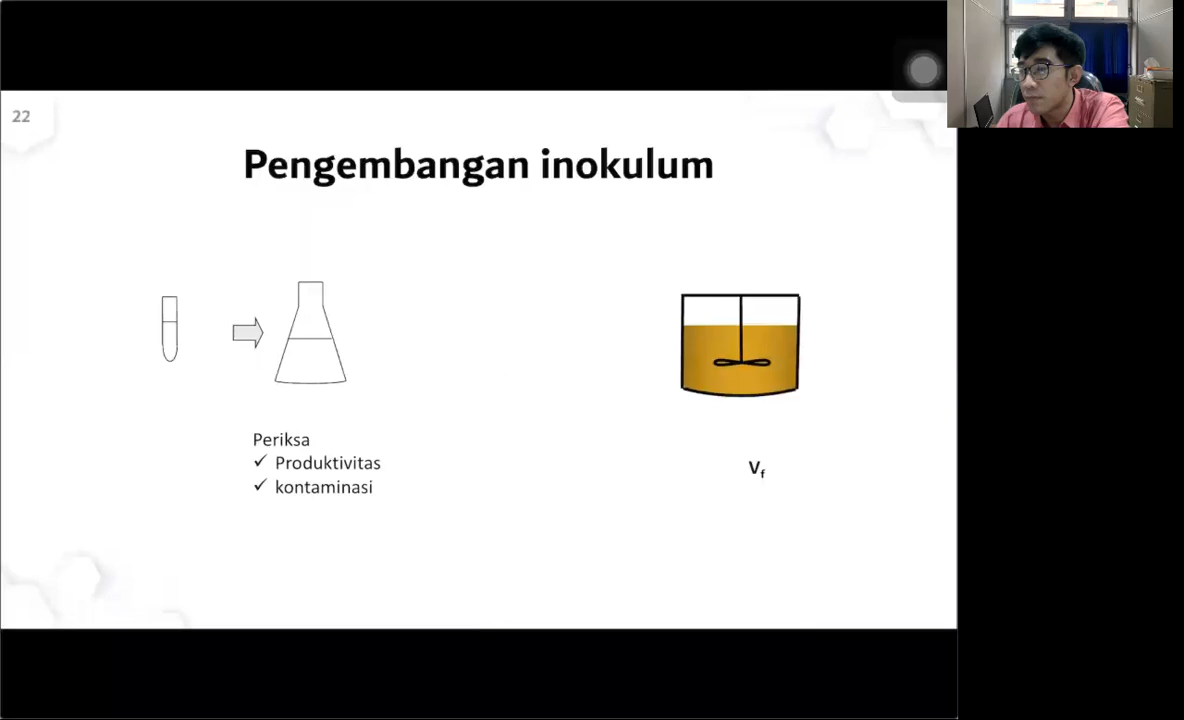 22
Pengembangan inokulum
Periksa
✓ Produktivitas
✓ kontaminasi
Vf